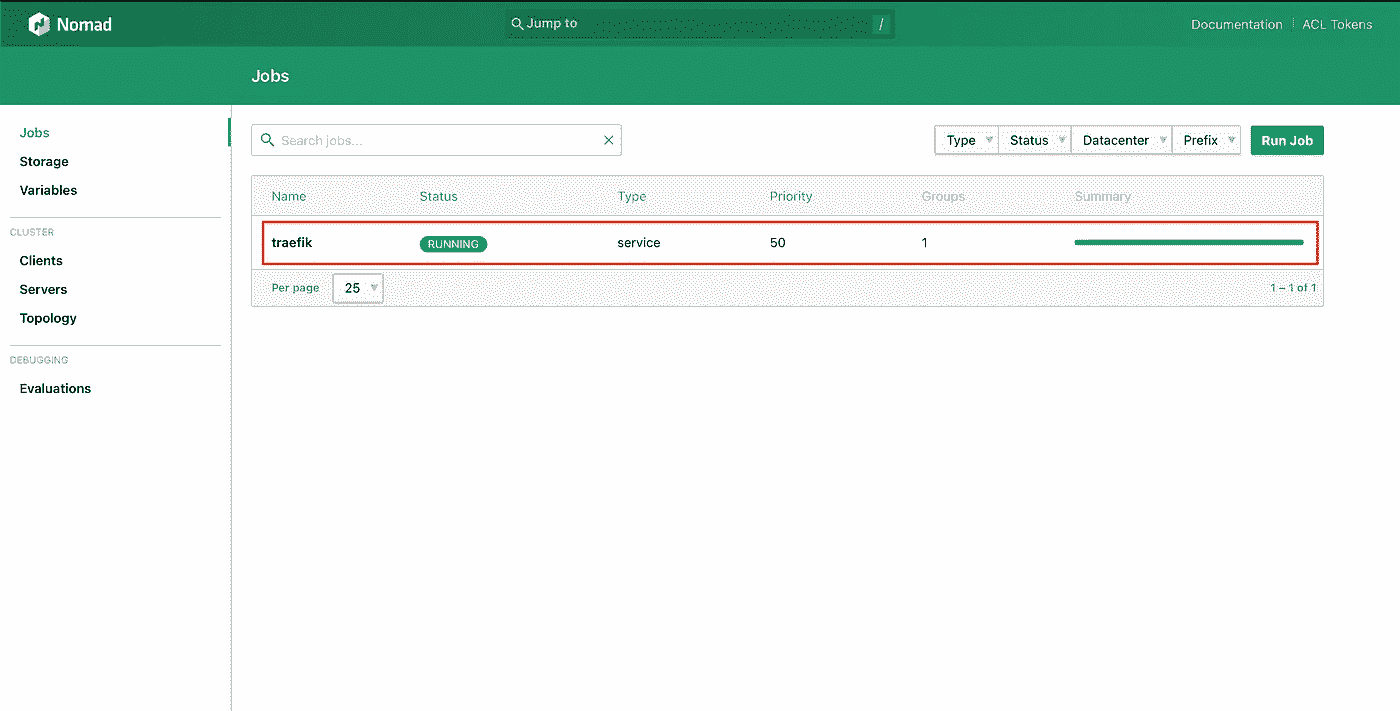 Nomad
Jump to
/
Documentation
ACL Tokens
Jobs
Jobs
Storage
Variables
CLUSTER
Clients
Servers
Topology
DEBUGGING
Evaluations
Search jobs...
Type
Status
Datacenter
Prefix
Run Job
Name Status Type Priority Groups Summary
traefik RUNNING service 50 1
Per page 25 1 – 1 of 1